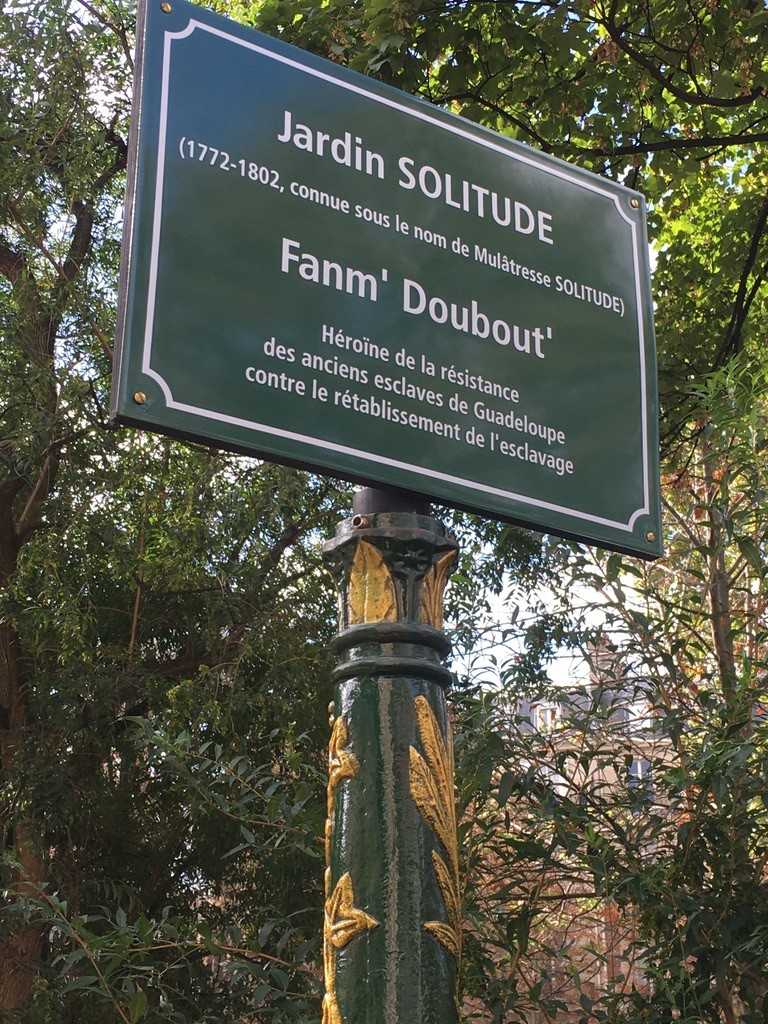 Jardin SOLITUDE
(1772-1802, connue sous le nom de Mulâtresse SOLITUDE)
Fanm' Doubout'
Héroïne de la résistance
des anciens esclaves de Guadeloupe
contre le rétablissement de l'esclavage